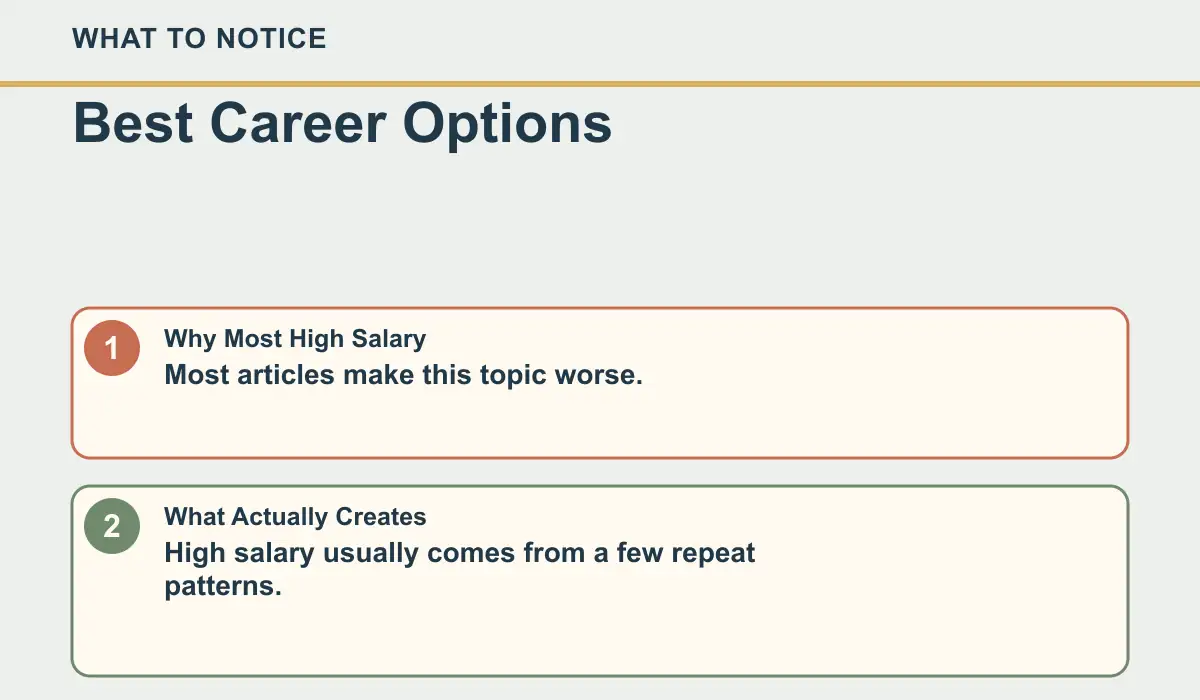 WHAT TO NOTICE
Best Career Options
1
Why Most High Salary
Most articles make this topic worse.
2
What Actually Creates
High salary usually comes from a few repeat
patterns.